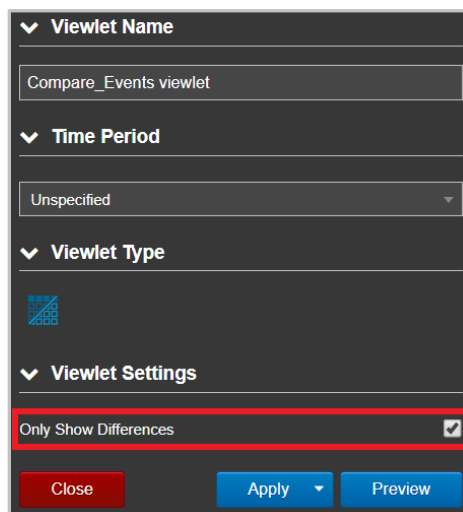 Viewlet Name
Compare_Events viewlet
Time Period
Unspecified
Viewlet Type
Viewlet Settings
Only Show Differences
Close Apply Preview